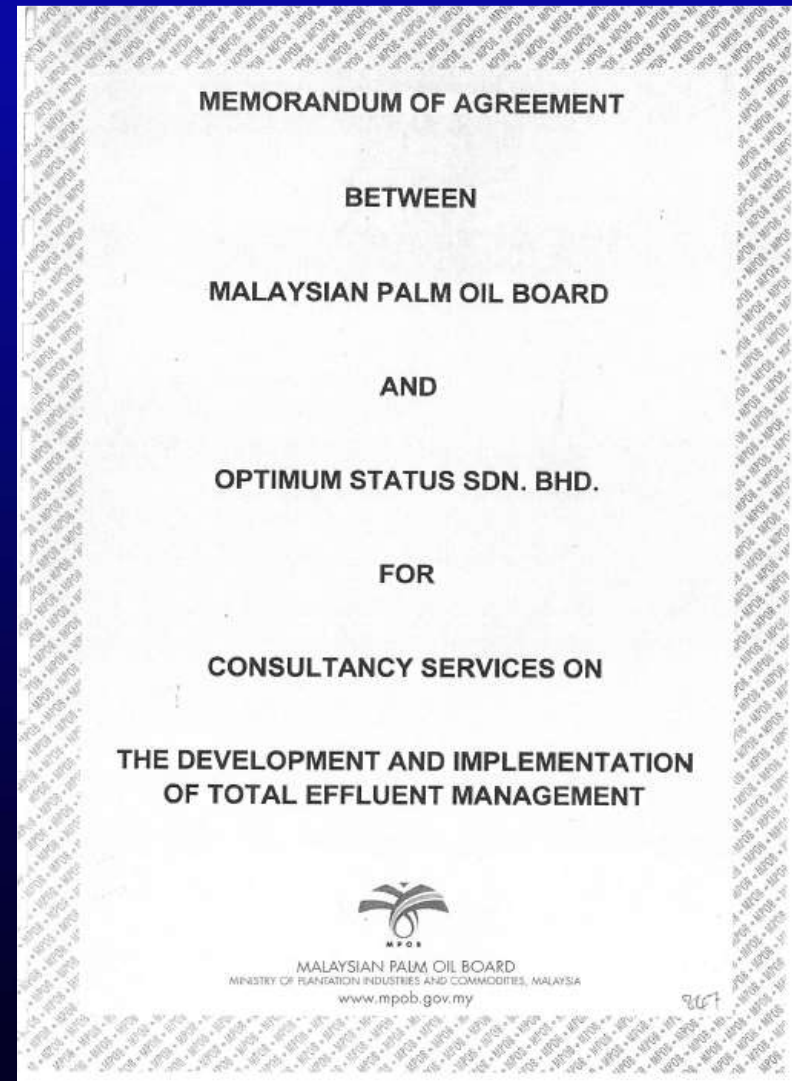 MEMORANDUM OF AGREEMENT
BETWEEN
MALAYSIAN PALM OIL BOARD
AND
OPTIMUM STATUS SDN. BHD.
FOR
CONSULTANCY SERVICES ON
THE DEVELOPMENT AND IMPLEMENTATION
OF TOTAL EFFLUENT MANAGEMENT
MPOB
MALAYSIAN PALM OIL BOARD
MINISTRY OF PLANTATION INDUSTRIES AND COMMODITIES, MALAYSIA
www.mpob.gov.my